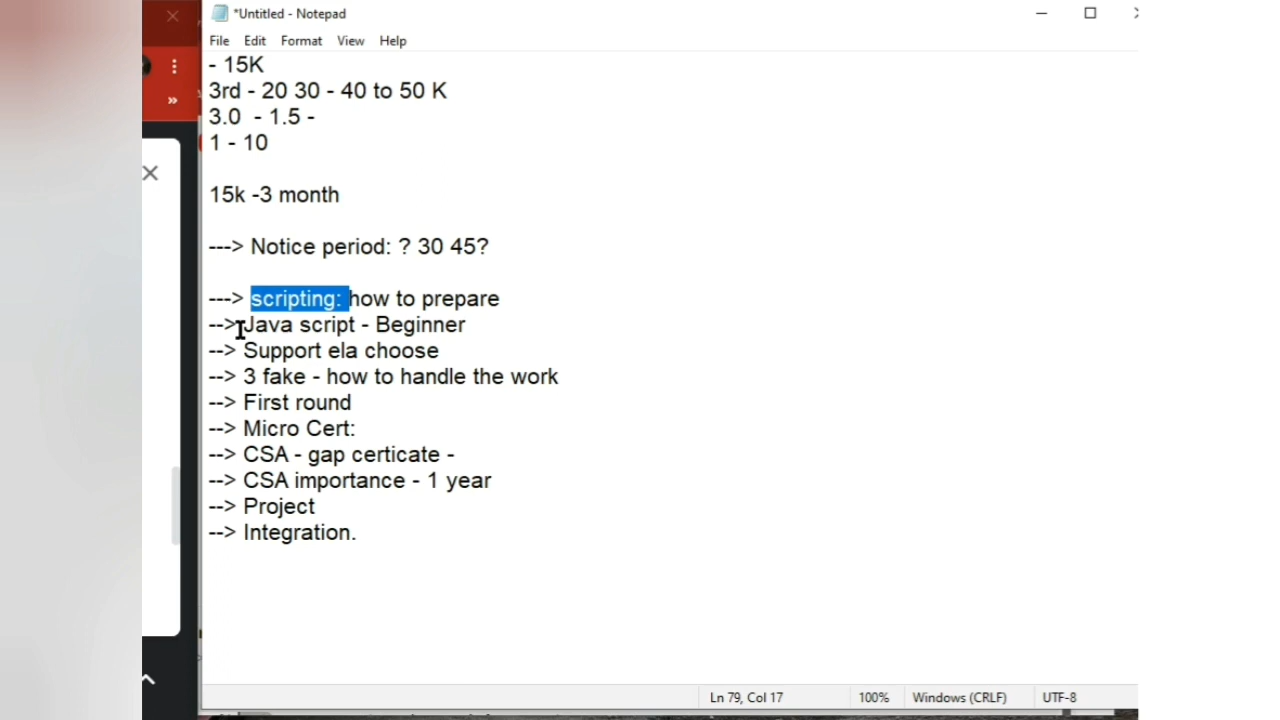 *Untitled - Notepad
File Edit Format View Help
- 15K
3rd - 20 30 - 40 to 50 K
3.0 - 1.5 -
1 - 10
15k -3 month
---> Notice period: ? 30 45?
---> scripting: how to prepare
--> Java script - Beginner
--> Support ela choose
--> 3 fake - how to handle the work
--> First round
--> Micro Cert:
--> CSA - gap certicate -
--> CSA importance - 1 year
--> Project
--> Integration.
Ln 79, Col 17 100% Windows (CRLF) UTF-8